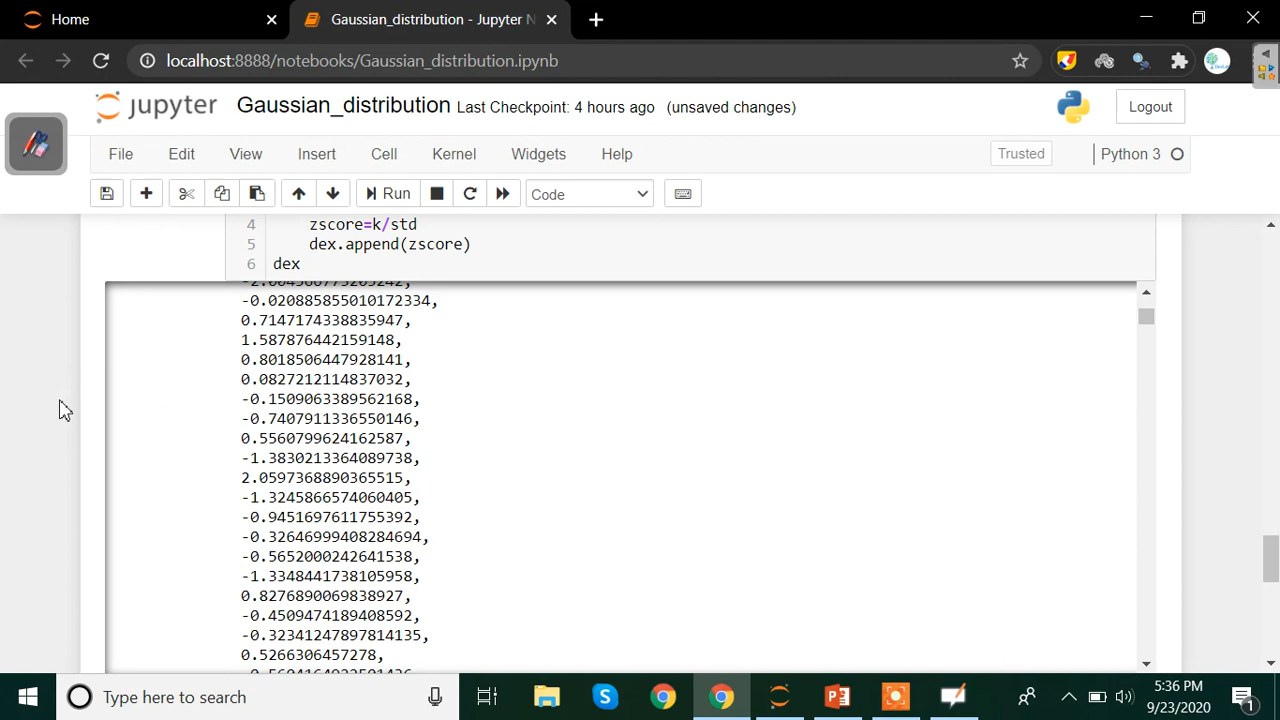 Home
Gaussian_distribution - Jupyter N
localhost:8888/notebooks/Gaussian_distribution.ipynb
jupyter Gaussian_distribution Last Checkpoint: 4 hours ago (unsaved changes)
Logout
File Edit View Insert Cell Kernel Widgets Help
Trusted
Python 3
Run
Code
4 zscore=k/std
5 dex.append(zscore)
6 dex
-0.020885855010172334,
0.7147174338835947,
1.587876442159148,
0.8018506447928141,
0.0827212114837032,
-0.1509063389562168,
-0.7407911336550146,
0.5560799624162587,
-1.3830213364089738,
2.0597368890365515,
-1.3245866574060405,
-0.9451697611755392,
-0.32646999408284694,
-0.5652000242641538,
-1.3348441738105958,
0.8276890069838927,
-0.4509474189408592,
-0.32341247897814135,
0.5266306457278,
Type here to search
5:36 PM
9/23/2020
1